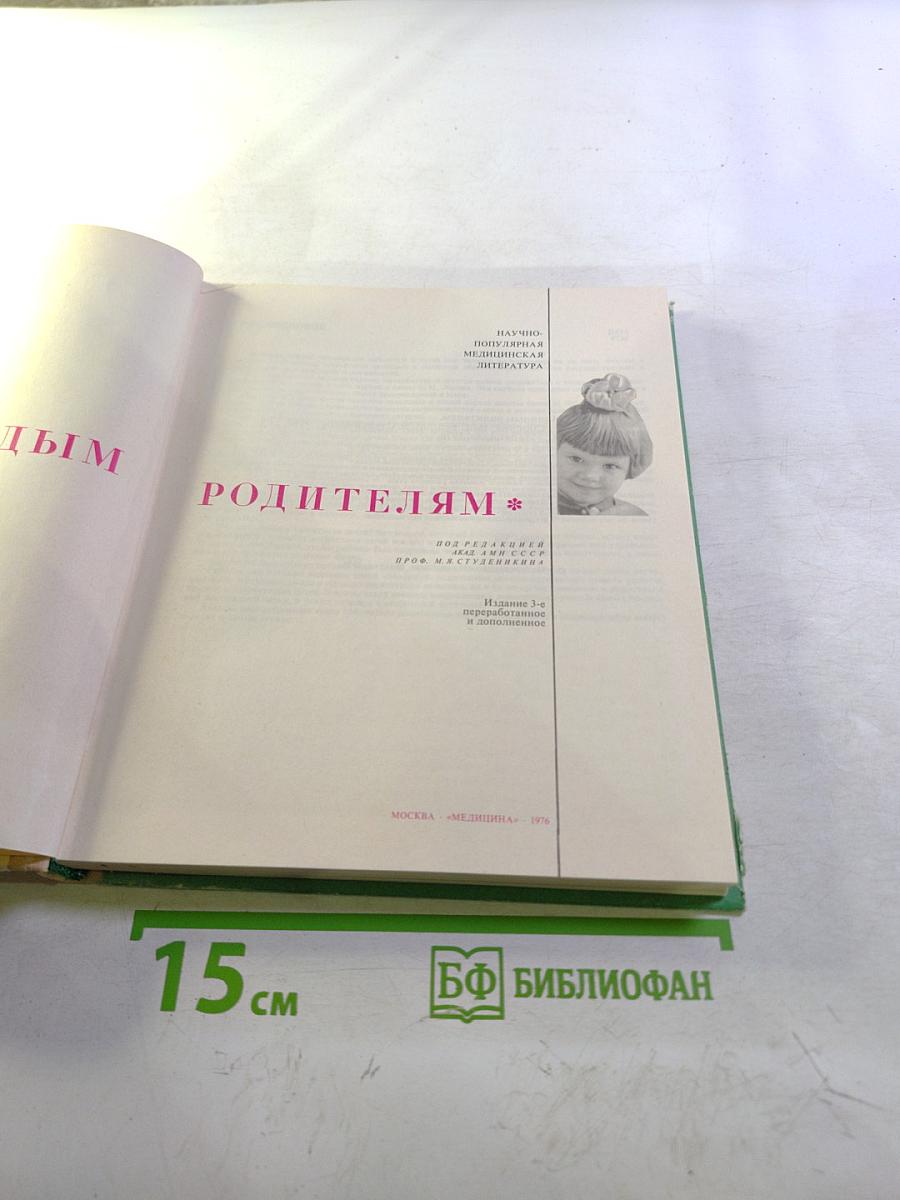 НАУЧНО-
ПОПУЛЯРНАЯ
МЕДИЦИНСКАЯ
ЛИТЕРАТУРА
ДЫМ
РОДИТЕЛЯМ*
ПОД РЕДАКЦИЕЙ
АКАД. АМН СССР
ПРОФ. М.Я.СТУДЕНИКИНА
Издание 3-е
переработанное
и дополненное
МОСКВА · «МЕДИЦИНА» · 1976
15 см
БФ БИБЛИОФАН